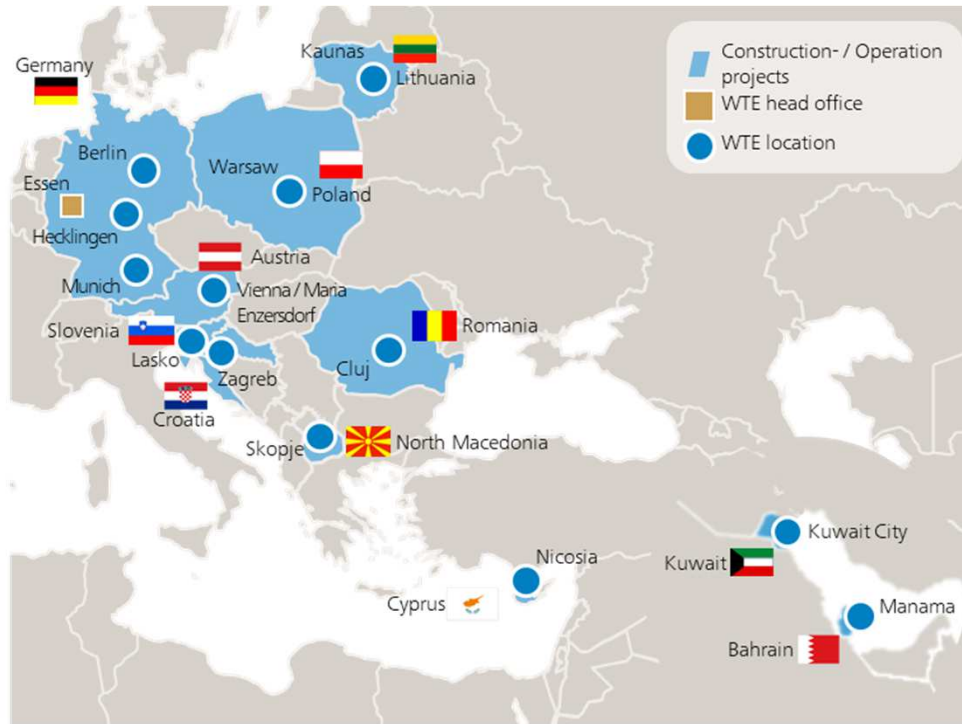 Kaunas
Lithuania
Germany
Construction- / Operation
projects
WTE head office
WTE location
Berlin
Warsaw
Poland
Essen
Hecklingen
Austria
Munich
Vienna / Maria
Enzersdorf
Slovenia
Lasko
Zagreb
Croatia
Romania
Cluj
Skopje
North Macedonia
Nicosia
Cyprus
Kuwait City
Kuwait
Manama
Bahrain